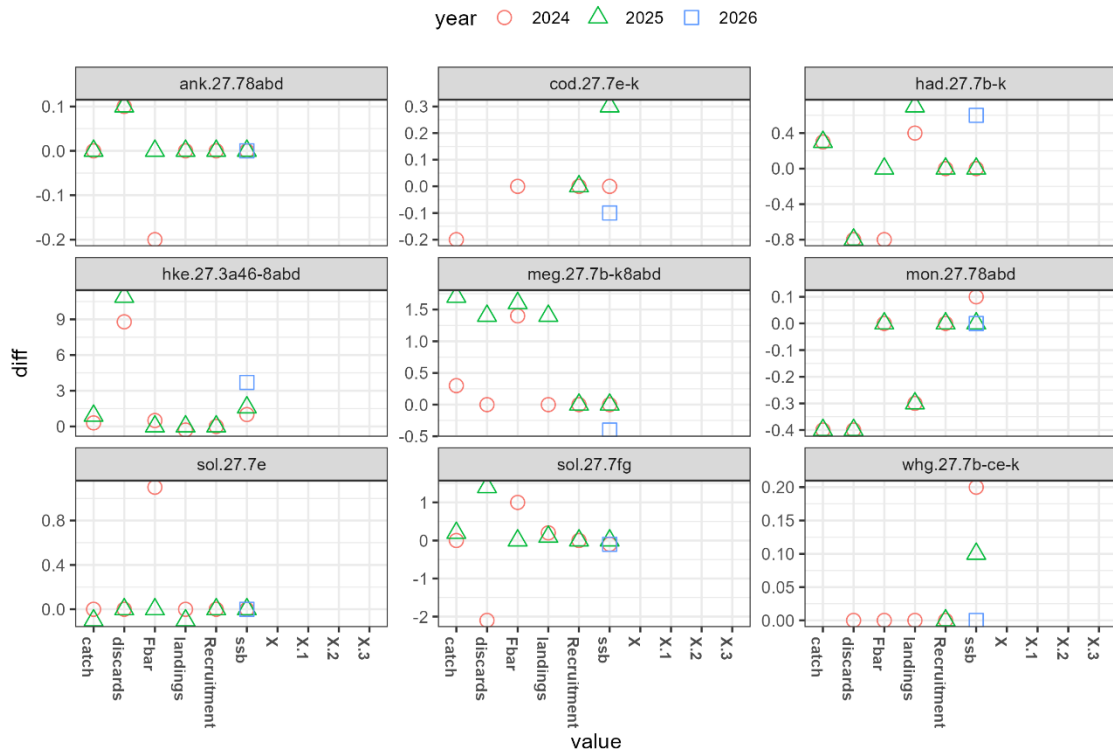 year 2024 2025 2026
ank.27.78abd cod.27.7e-k had.27.7b-k
0.1 0.3 0.4
0.0 0.2 0.0
-0.1 0.1 -0.4
-0.2 0.0 -0.8
-0.1
-0.2
hke.27.3a46-8abd meg.27.7b-k8abd mon.27.78abd
9 1.5 0.1
6 1.0 0.0
3 0.5 -0.1
0 0.0 -0.2
-0.5 -0.3
-0.4
diff
sol.27.7e sol.27.7fg whg.27.7b-ce-k
0.8 1 0.20
0.4 0 0.15
0.0 -1 0.10
-2 0.05
0.00
catch discards Fbar landings Recruitment ssb X X.1 X.2 X.3 catch discards Fbar landings Recruitment ssb X X.1 X.2 X.3 catch discards Fbar landings Recruitment ssb X X.1 X.2 X.3
value